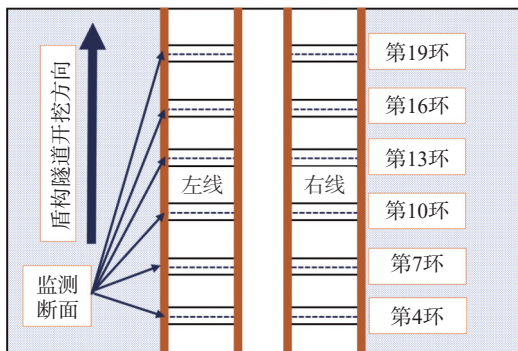 盾构隧道开挖方向
监测
断面
左线
右线
第19环
第16环
第13环
第10环
第7环
第4环